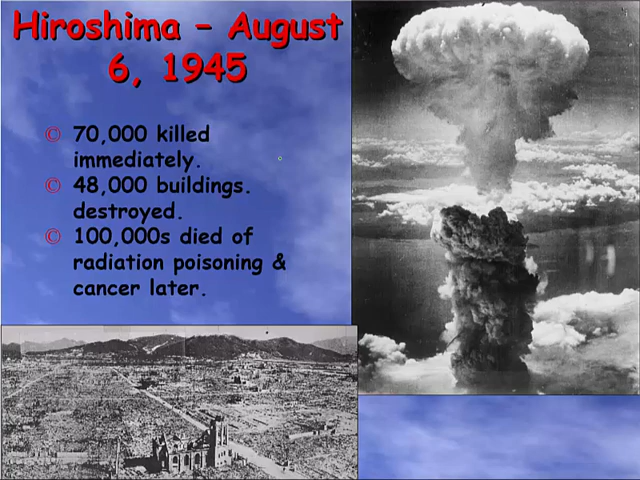 Hiroshima – August
6, 1945
© 70,000 killed
immediately.
© 48,000 buildings.
destroyed.
© 100,000s died of
radiation poisoning &
cancer later.